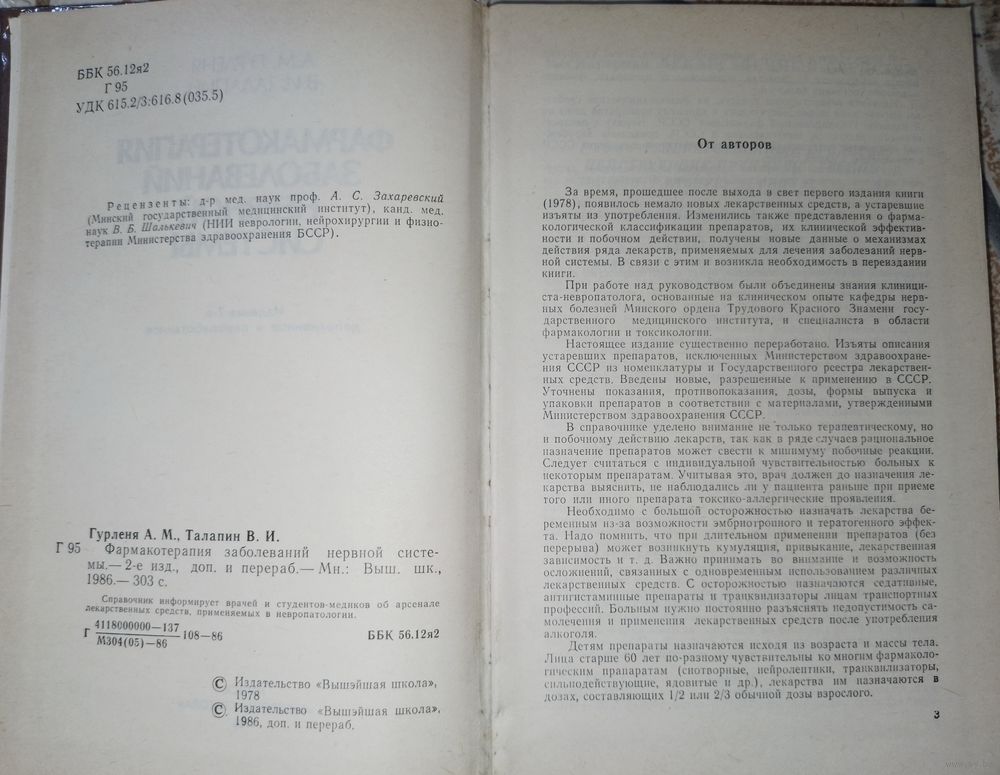 ББК 56.12я2
Г 95
УДК 615.2/3:616.8 (035.5)
Рецензенты: д-р мед. наук проф. А. С. Захаревский
(Минский государственный медицинский институт), канд. мед.
наук В. Б. Шалькевич (НИИ неврологии, нейрохирургии и физио-
терапии Министерства здравоохранения БССР).
Гурленя А. М., Талапин В. И.
Г 95 Фармакотерапия заболеваний нервной систе-
мы.— 2-е изд., доп. и перераб.— Мн.: Выш. шк.,
1986.— 303 с.
Справочник информирует врачей и студентов-медиков об арсенале
лекарственных средств, применяемых в невропатологии.
Г 4118000000—137
М304(05)—86 108—86 ББК 56.12я2
© Издательство «Вышэйшая школа»,
1978
© Издательство «Вышэйшая школа»,
1986, доп. и перераб.
От авторов
За время, прошедшее после выхода в свет первого издания книги
(1978), появилось немало новых лекарственных средств, а устаревшие
изъяты из употребления. Изменились также представления о фарма-
кологической классификации препаратов, их клинической эффектив-
ности и побочном действии, получены новые данные о механизмах
действия ряда лекарств, применяемых для лечения заболеваний нерв-
ной системы. В связи с этим и возникла необходимость в переиздании
книги.
При работе над руководством были объединены знания клиници-
ста-невропатолога, основанные на клиническом опыте кафедры нерв-
ных болезней Минского ордена Трудового Красного Знамени госу-
дарственного медицинского института, и специалиста в области
фармакологии и токсикологии.
Настоящее издание существенно переработано. Изъяты описания
устаревших препаратов, исключенных Министерством здравоохране-
ния СССР из номенклатуры и Государственного реестра лекарствен-
ных средств. Введены новые, разрешенные к применению в СССР.
Уточнены показания, противопоказания, дозы, формы выпуска и
упаковки препаратов в соответствии с материалами, утвержденными
Министерством здравоохранения СССР.
В справочнике уделено внимание не только терапевтическому, но
и побочному действию лекарств, так как в ряде случаев рациональное
назначение препаратов может свести к минимуму побочные реакции.
Следует считаться с индивидуальной чувствительностью больных к
некоторым препаратам. Учитывая это, врач должен до назначения ле-
карства выяснить, не наблюдались ли у пациента раньше при приеме
того или иного препарата токсико-аллергические проявления.
Необходимо с большой осторожностью назначать лекарства бе-
ременным из-за возможности эмбриотропного и тератогенного эффек-
та. Надо помнить, что при длительном применении препаратов (без
перерыва) может возникнуть кумуляция, привыкание, лекарственная
зависимость и т. д. Важно принимать во внимание и возможность
осложнений, связанных с одновременным использованием различных
лекарственных средств. С осторожностью назначаются седативные,
антигистаминные препараты и транквилизаторы лицам транспортных
профессий. Больным нужно постоянно разъяснять недопустимость са-
молечения и применения лекарственных средств после употребления
алкоголя.
Детям препараты назначаются исходя из возраста и массы тела.
Лица старше 60 лет по-разному чувствительны ко многим фармаколо-
гическим прапаратам (снотворные, нейролептики, транквилизаторы,
сильнодействующие, ядовитые и др.), лекарства им назначаются в
дозах, составляющих 1/2 или 2/3 обычной дозы взрослого.
3